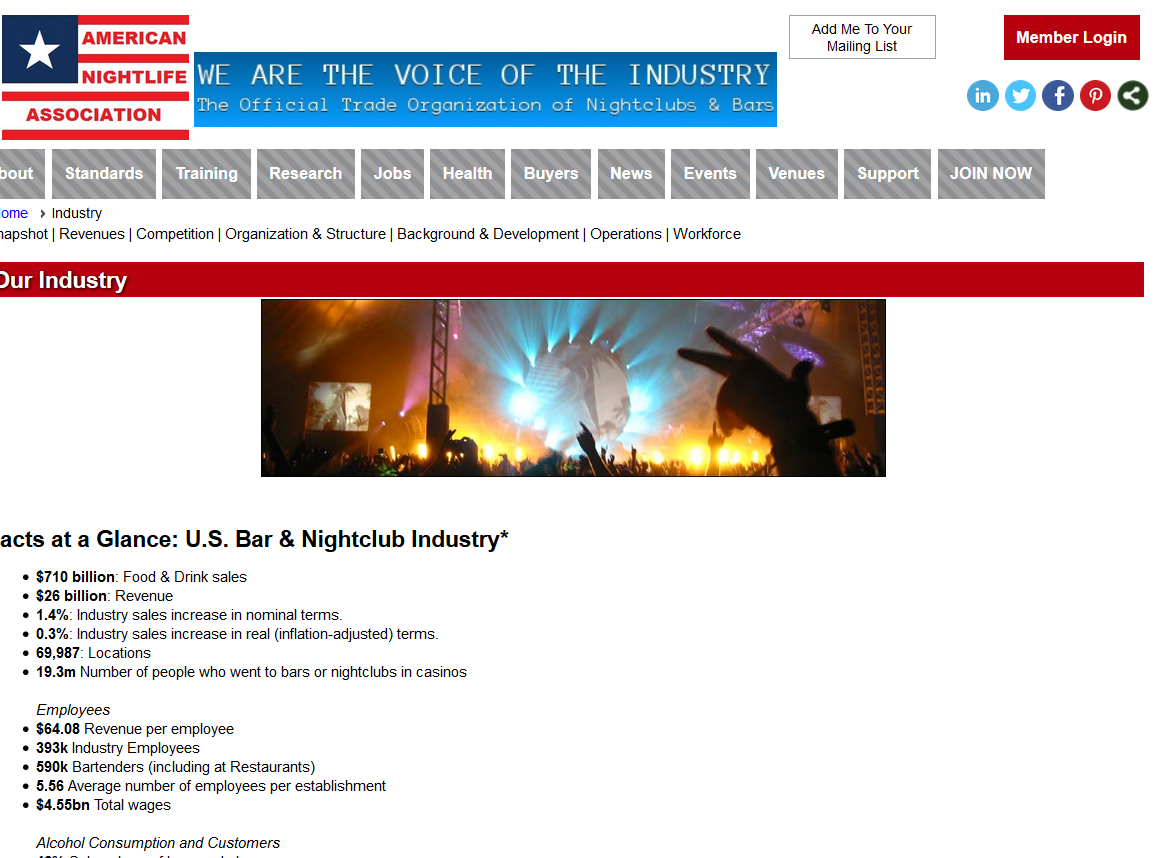 AMERICAN
NIGHTLIFE
ASSOCIATION
WE ARE THE VOICE OF THE INDUSTRY
The Official Trade Organization of Nightclubs & Bars
Add Me To Your
Mailing List
Member Login
in
bout Standards Training Research Jobs Health Buyers News Events Venues Support JOIN NOW
ome › Industry
napshot | Revenues | Competition | Organization & Structure | Background & Development | Operations | Workforce
Our Industry
acts at a Glance: U.S. Bar & Nightclub Industry*
• $710 billion: Food & Drink sales
• $26 billion: Revenue
• 1.4%: Industry sales increase in nominal terms.
• 0.3%: Industry sales increase in real (inflation-adjusted) terms.
• 69,987: Locations
• 19.3m Number of people who went to bars or nightclubs in casinos
Employees
• $64.08 Revenue per employee
• 393k Industry Employees
• 590k Bartenders (including at Restaurants)
• 5.56 Average number of employees per establishment
• $4.55bn Total wages
Alcohol Consumption and Customers